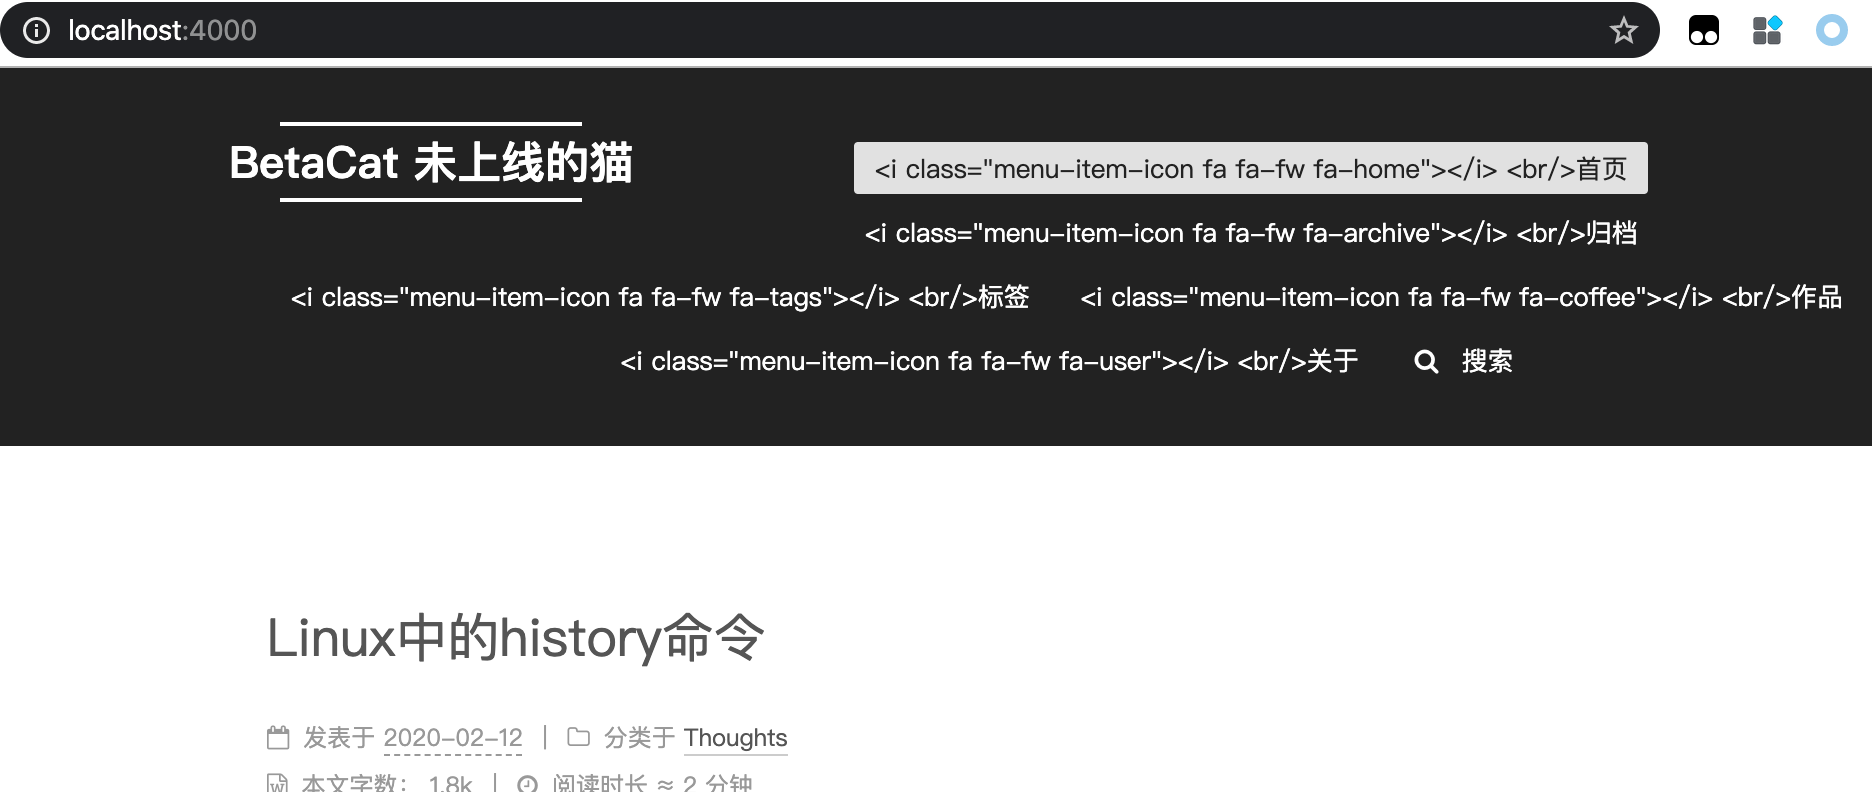 localhost:4000
BetaCat 未上线的猫
<i class="menu-item-icon fa fa-fw fa-home"></i> <br/>首页
<i class="menu-item-icon fa fa-fw fa-archive"></i> <br/>归档
<i class="menu-item-icon fa fa-fw fa-tags"></i> <br/>标签 <i class="menu-item-icon fa fa-fw fa-coffee"></i> <br/>作品
<i class="menu-item-icon fa fa-fw fa-user"></i> <br/>关于 搜索
Linux中的history命令
发表于 2020-02-12 | 分类于 Thoughts
本文字数： 1.8k | 阅读时长 ≈ 2 分钟